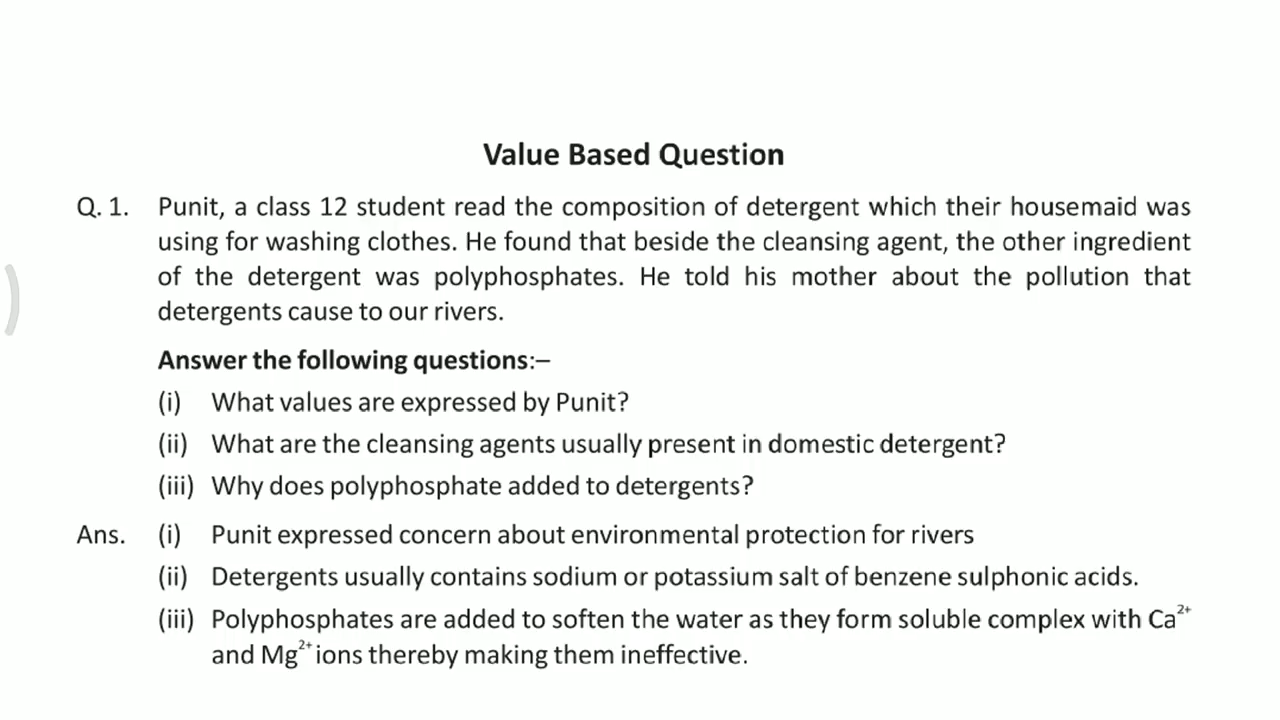 Value Based Question
Q. 1. Punit, a class 12 student read the composition of detergent which their housemaid was
using for washing clothes. He found that beside the cleansing agent, the other ingredient
of the detergent was polyphosphates. He told his mother about the pollution that
detergents cause to our rivers.
Answer the following questions:–
(i) What values are expressed by Punit?
(ii) What are the cleansing agents usually present in domestic detergent?
(iii) Why does polyphosphate added to detergents?
Ans. (i) Punit expressed concern about environmental protection for rivers
(ii) Detergents usually contains sodium or potassium salt of benzene sulphonic acids.
(iii) Polyphosphates are added to soften the water as they form soluble complex with Ca²⁺
and Mg²⁺ ions thereby making them ineffective.